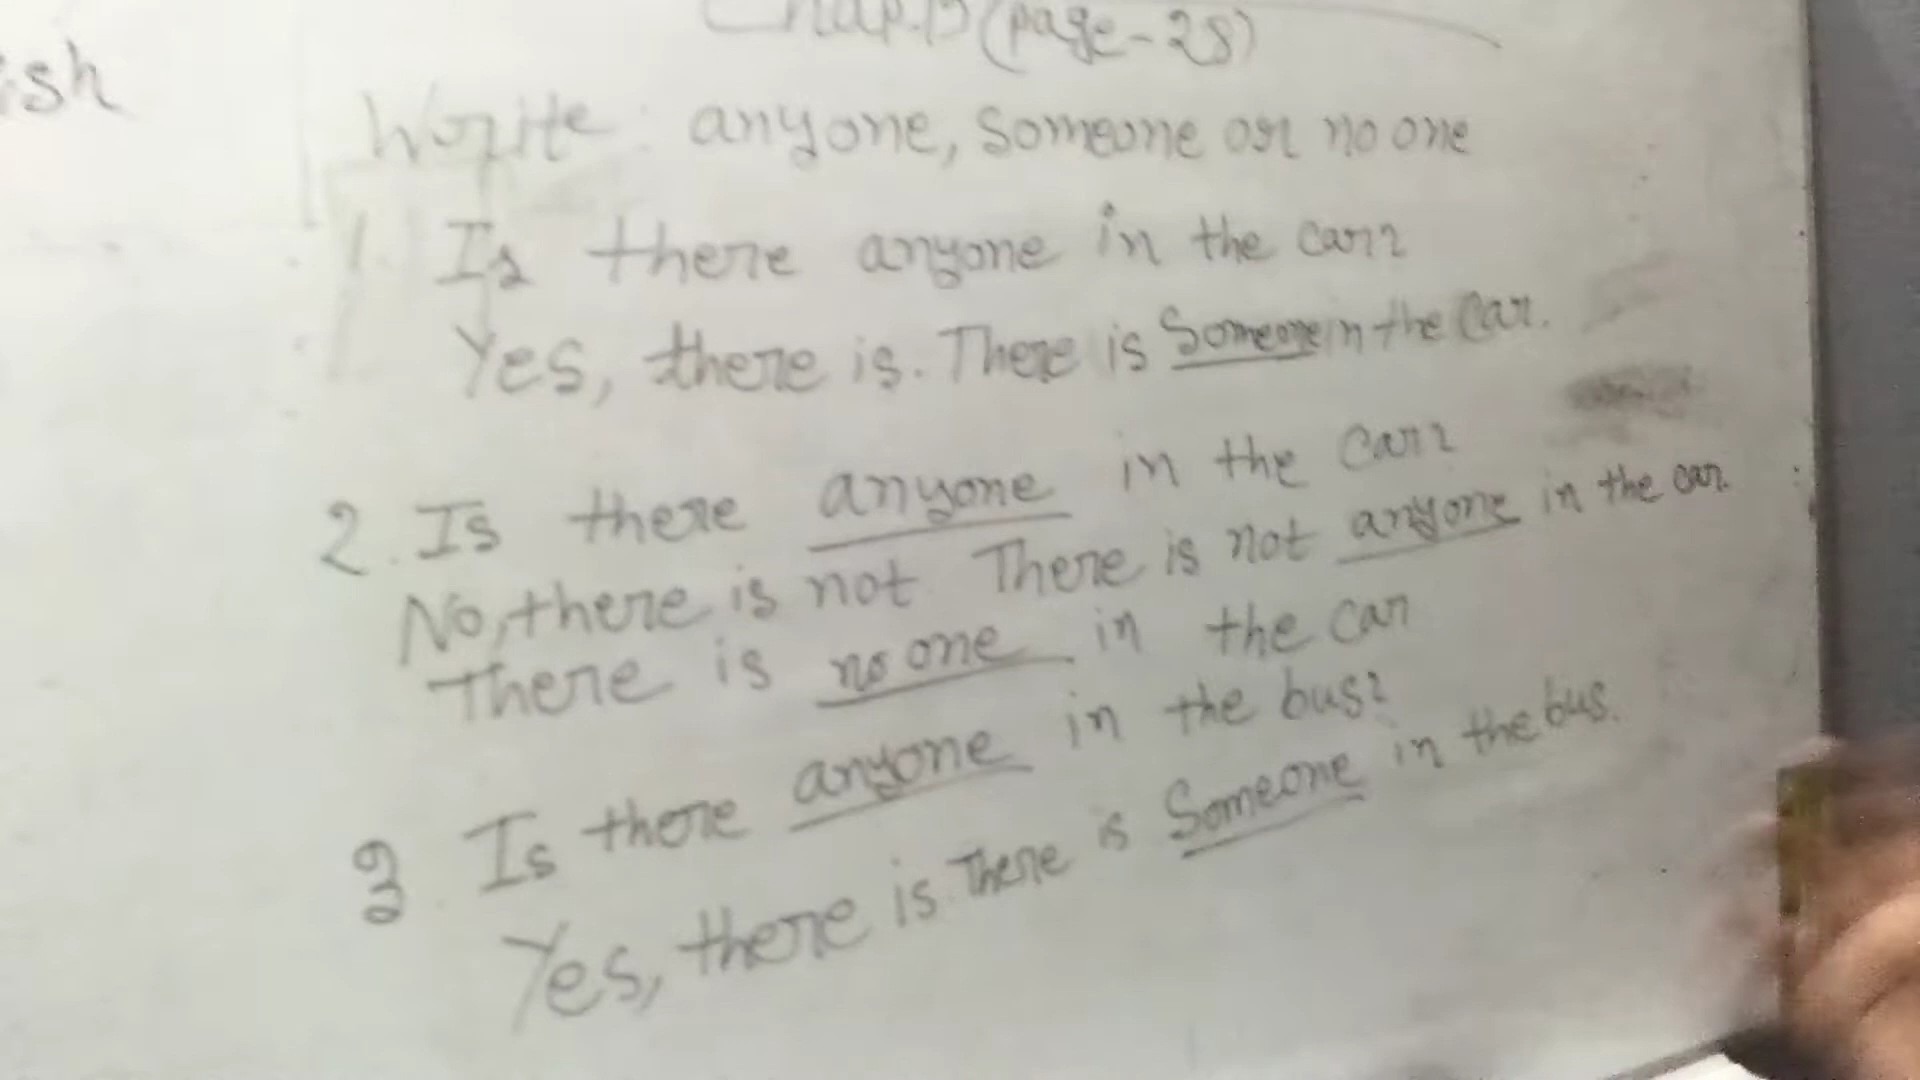 ish
(page-28)
Write: anyone, Someone or no one
1. Is there anyone in the car?
Yes, there is. There is Someone in the Car.
2. Is there anyone in the Car?
No, there is not. There is not anyone in the car.
There is no one in the car
3. Is there anyone in the bus?
Yes, there is. There is Someone in the bus.